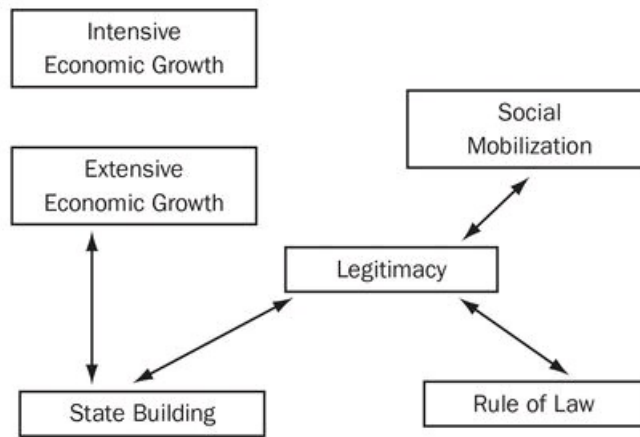 Intensive
Economic Growth
Social
Mobilization
Extensive
Economic Growth
Legitimacy
State Building
Rule of Law